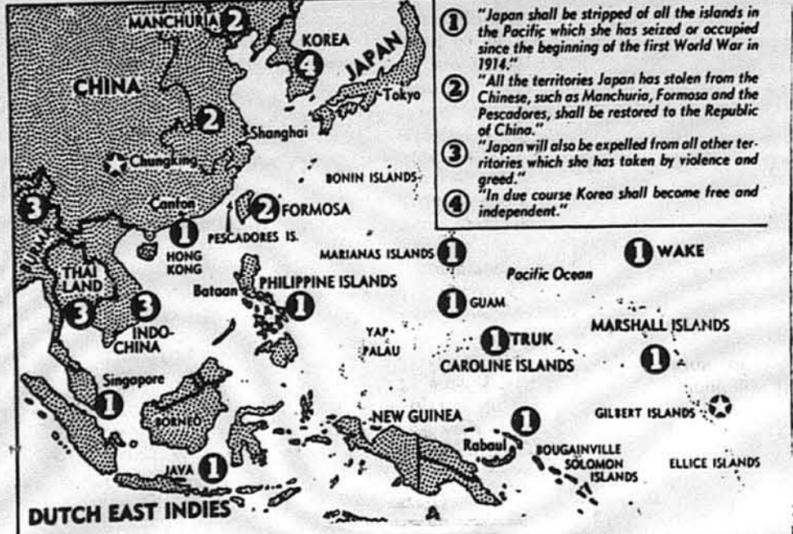 ① "Japan shall be stripped of all the islands in
the Pacific which she has seized or occupied
since the beginning of the first World War in
1914."
② "All the territories Japan has stolen from the
Chinese, such as Manchuria, Formosa and the
Pescadores, shall be restored to the Republic
of China."
③ "Japan will also be expelled from all other ter-
ritories which she has taken by violence and
greed."
④ "In due course Korea shall become free and
independent."
MANCHURIA 2
KOREA
4
JAPAN
CHINA
Tokyo
2
Shanghai
Chungking
BONIN ISLANDS
3
Canton
2 FORMOSA
1
PESCADORES IS.
HONG
KONG
BURMA
MARIANAS ISLANDS 1
1 WAKE
Pacific Ocean
THAI
LAND
PHILIPPINE ISLANDS
Bataan
1
1 GUAM
3
3
INDO-
CHINA
YAP
PALAU
1 TRUK
CAROLINE ISLANDS
MARSHALL ISLANDS
1
Singapore
1
BORNEO
NEW GUINEA
1
GILBERT ISLANDS
Rabaul
BOUGAINVILLE
SOLOMON
ISLANDS
ELLICE ISLANDS
JAVA 1
DUTCH EAST INDIES